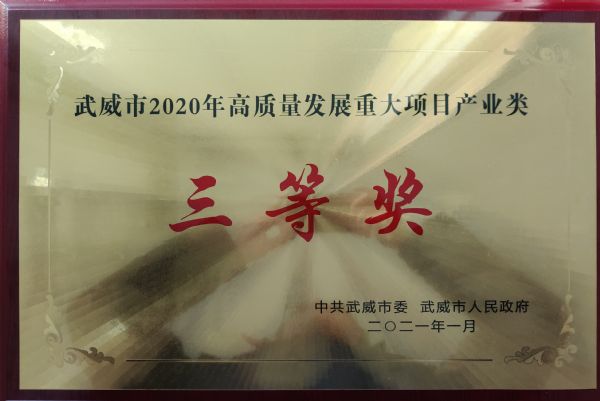 武威市2020年高质量发展重大项目产业类
三等奖
中共武威市委 武威市人民政府
二〇二一年一月